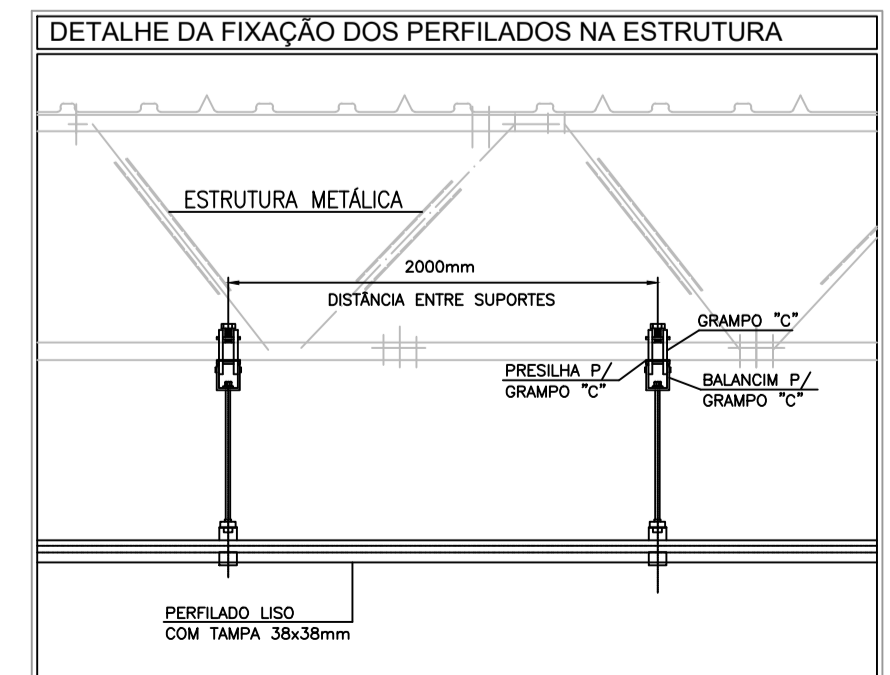 DETALHE DA FIXAÇÃO DOS PERFILADOS NA ESTRUTURA
ESTRUTURA METÁLICA
2000mm
DISTÂNCIA ENTRE SUPORTES
GRAMPO "C"
PRESILHA P/
GRAMPO "C"
BALANCIM P/
GRAMPO "C"
PERFILADO LISO
COM TAMPA 38x38mm